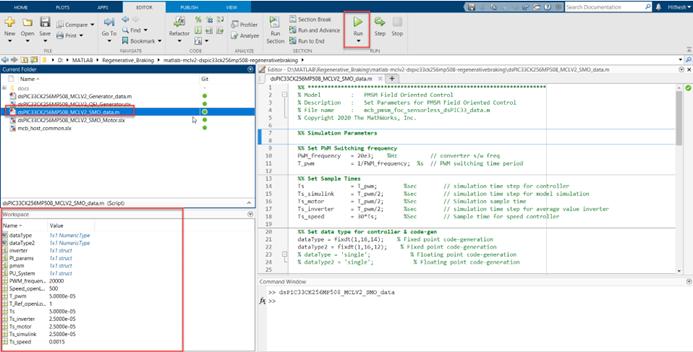 HOME
PLOTS
APPS
EDITOR
PUBLISH
VIEW
Search Documentation
Hithesh
New
Open
Save
Compare
Print
Go To
Find
Bookmark
Refactor
Profiler
Analyze
Run
Section
Section Break
Run and Advance
Run to End
Run
Step
Stop
FILE
NAVIGATE
CODE
ANALYZE
SECTION
RUN
D: MATLAB Regenerative_Braking matlab-mclv2-dspic33ck256mp508-regenerativebraking
Current Folder
Name
Git
docs
dsPIC33CK256MP508_MCLV2_Generator_data.m
dsPIC33CK256MP508_MCLV2_SMO_data.m
dsPIC33CK256MP508_MCLV2_SMO_Motor.slx
mcb_host_common.slx
dsPIC33CK256MP508_MCLV2_SMO_data.m (Script)
Workspace
Name
Value
dataType 1x1 NumericType
dataType2 1x1 NumericType
inverter 1x1 struct
PI_params 1x1 struct
pmsm 1x1 struct
PU_System 1x1 struct
PWM_frequen... 20000
Speed_openL... 500
T_pwm 5.0000e-05
T_Ref_openLo... 1
Ts 5.0000e-05
Ts_inverter 2.5000e-05
Ts_motor 2.5000e-05
Ts_simulink 2.5000e-05
Ts_speed 0.0015
Editor - D:\MATLAB\Regenerative_Braking\matlab-mclv2-dspic33ck256mp508-regenerativebraking\dsPIC33CK256MP508_MCLV2_SMO_data.m
dsPIC33CK256MP508_MCLV2_SMO_data.m
1
2 % Model : PMSM Field Oriented Control
3 % Description : Set Parameters for PMSM Field Oriented Control
4 % File name : mcb_pmsm_foc_sensorless_dsPIC33_data.m
5 % Copyright 2020 The MathWorks, Inc.
6
7 %% Simulation Parameters
8
9 %% Set PWM Switching frequency
10 PWM_frequency = 20e3; %Hz // converter s/w freq
11 T_pwm = 1/PWM_frequency; %s // PWM switching time period
12
13 %% Set Sample Times
14 Ts = T_pwm; %sec // simulation time step for controller
15 Ts_simulink = T_pwm/2; %sec // simulation time step for model simulation
16 Ts_motor = T_pwm/2; %sec // Simulation sample time
17 Ts_inverter = T_pwm/2; %sec // simulation time step for average value inverter
18 Ts_speed = 30*Ts; %sec // Sample time for speed controller
19
20 %% Set data type for controller & code-gen
21 dataType = fixdt(1,16,14); % Fixed point code-generation
22 dataType2 = fixdt(1,16,12); % Fixed point code-generation
23 % dataType = 'single'; % Floating point code-generation
24 % dataType2 = 'single'; % Floating point code-generation
25
Command Window
>> dsPIC33CK256MP508_MCLV2_SMO_data
fx >>